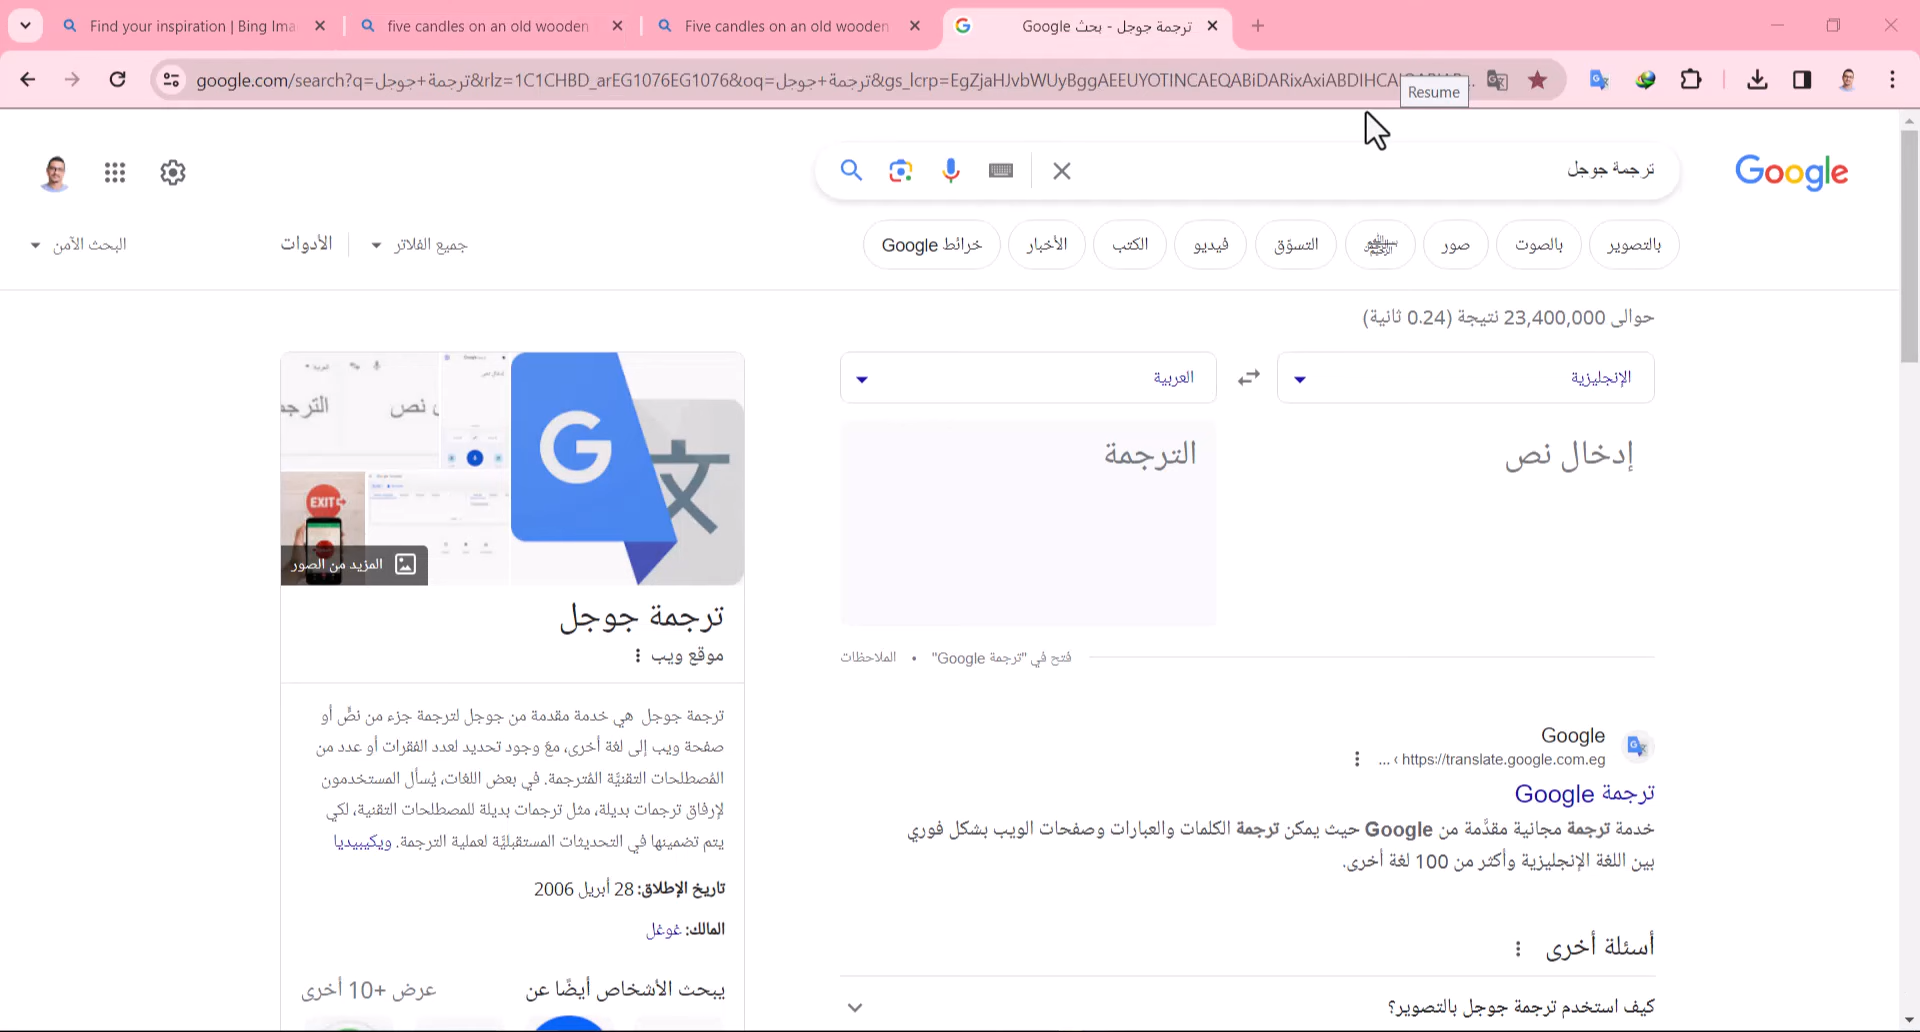 Find your inspiration | Bing Ima
five candles on an old wooden
Five candles on an old wooden
ترجمة جوجل - بحث Google
google.com/search?q=ترجمة+جوجل&rlz=1C1CHBD_arEG1076EG1076&oq=ترجمة+جوجل&gs_lcrp=EgZjaHJvbWUyBggAEEUYOTINCAEQABiDARixAxiABDIHCAI
Resume
ترجمة جوجل
Google
بالتصوير
بالصوت
صور
التسوّق
فيديو
الكتب
الأخبار
خرائط Google
جميع الفلاتر
الأدوات
البحث الآمن
حوالى 23,400,000 نتيجة (0.24 ثانية)
الإنجليزية
العربية
إدخال نص
الترجمة
فتح في "ترجمة Google" • الملاحظات
Google
https://translate.google.com.eg › ...
ترجمة Google
خدمة ترجمة مجانية مقدَّمة من Google حيث يمكن ترجمة الكلمات والعبارات وصفحات الويب بشكل فوري
بين اللغة الإنجليزية وأكثر من 100 لغة أخرى.
أسئلة أخرى
كيف استخدم ترجمة جوجل بالتصوير؟
EXIT
المزيد من الصور
ترجمة جوجل
موقع ويب
ترجمة جوجل هي خدمة مقدمة من جوجل لترجمة جزء من نصٍّ أو
صفحة ويب إلى لغة أخرى، معَ وجود تحديد لعدد الفقرات أو عدد من
المُصطلحات التقنيَّة المُترجمة. في بعض اللغات، يُسأل المستخدمون
لإرفاق ترجمات بديلة، مثل ترجمات بديلة للمصطلحات التقنية، لكي
يتم تضمينها في التحديثات المستقبليَّة لعملية الترجمة. ويكيبيديا
تاريخ الإطلاق: 28 أبريل 2006
المالك: غوغل
يبحث الأشخاص أيضًا عن
عرض +10 أخرى